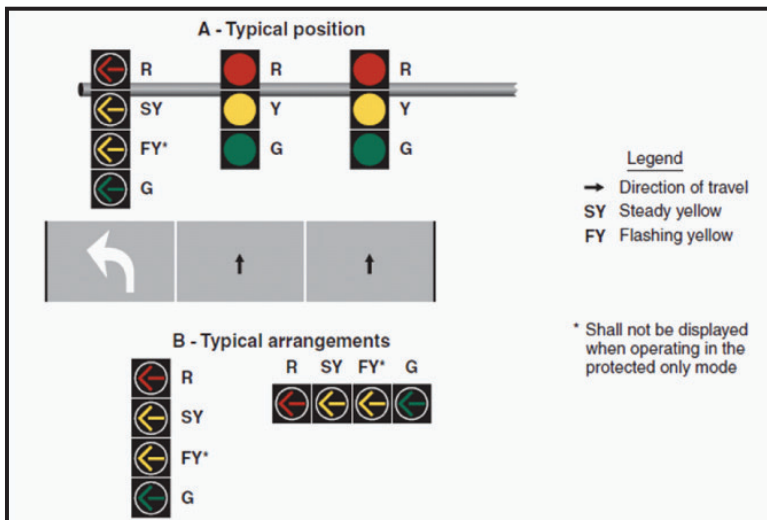 A - Typical position
R R R
SY Y Y
FY* G G
G
Legend
Direction of travel
SY Steady yellow
FY Flashing yellow
* Shall not be displayed
when operating in the
protected only mode
B - Typical arrangements
R SY FY* G
R
SY
FY*
G